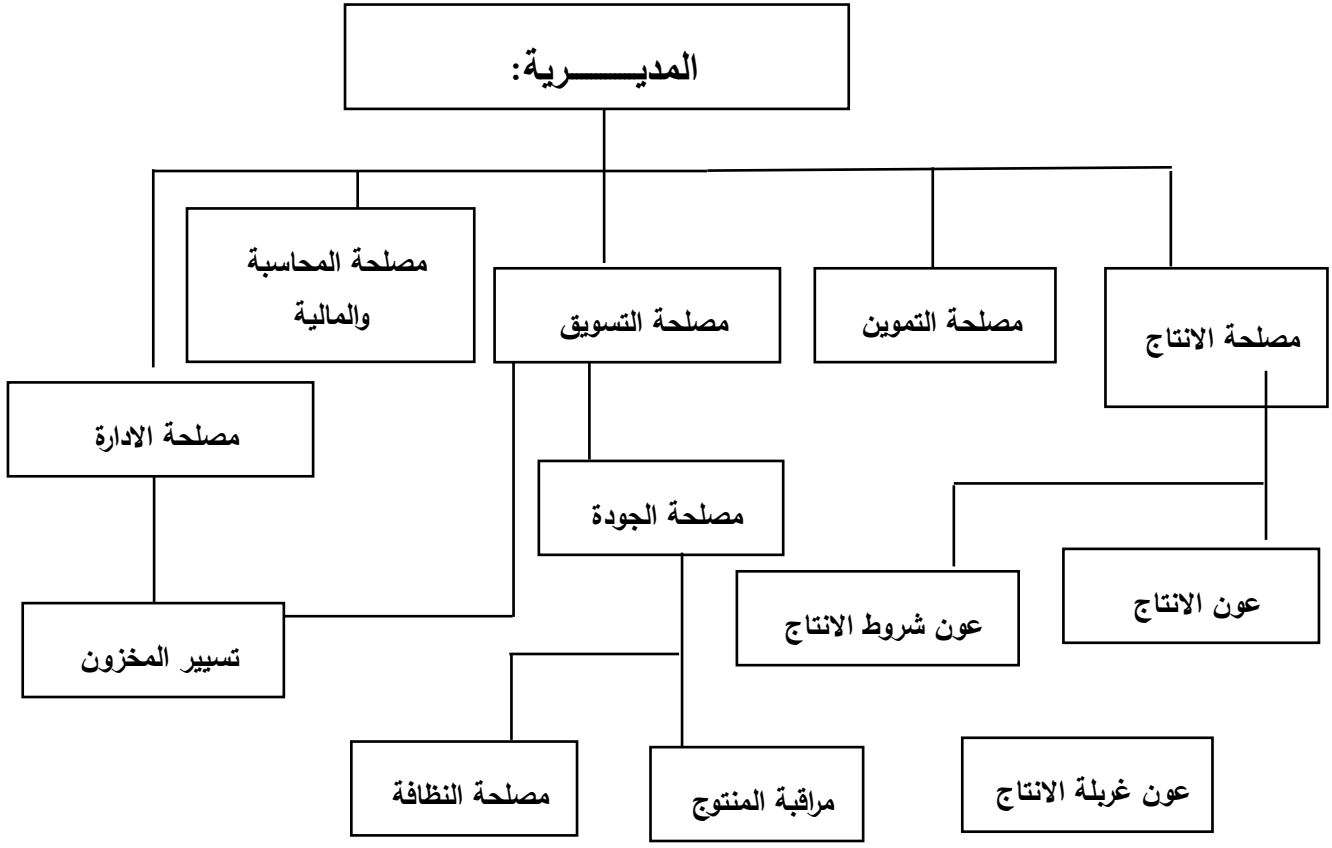 المديـــــــرية:
مصلحة المحاسبة
والمالية
مصلحة التسويق
مصلحة التموين
مصلحة الانتاج
مصلحة الادارة
مصلحة الجودة
عون الانتاج
عون شروط الانتاج
تسيير المخزون
عون غربلة الانتاج
مراقبة المنتوج
مصلحة النظافة